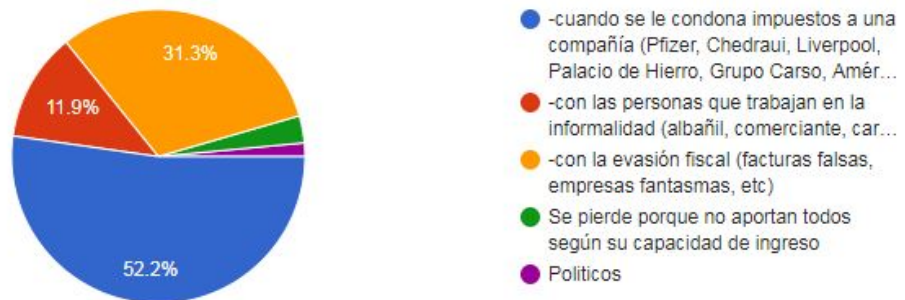 31.3%
11.9%
52.2%
-cuando se le condona impuestos a una
compañía (Pfizer, Chedraui, Liverpool,
Palacio de Hierro, Grupo Carso, Amér...
-con las personas que trabajan en la
informalidad (albañil, comerciante, car...
-con la evasión fiscal (facturas falsas,
empresas fantasmas, etc)
Se pierde porque no aportan todos
según su capacidad de ingreso
Politicos